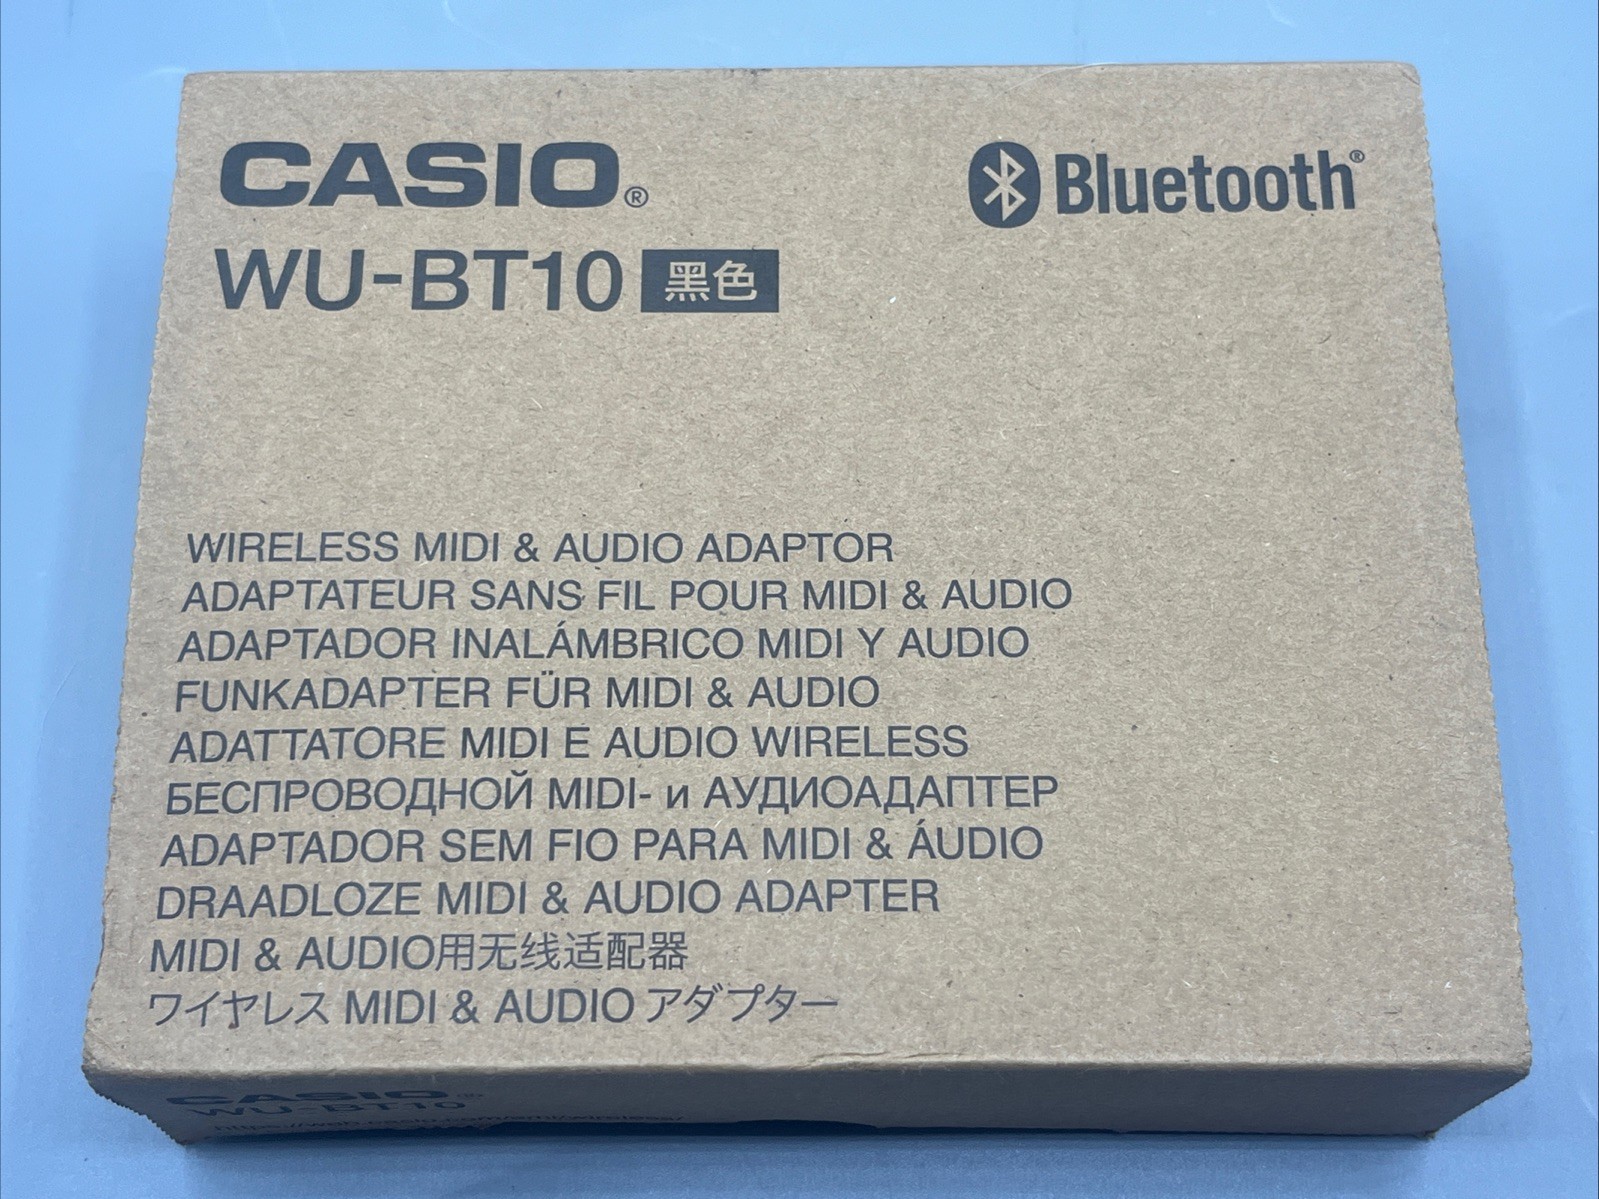 CASIO®
Bluetooth®
WU-BT10 黑色
WIRELESS MIDI & AUDIO ADAPTOR
ADAPTATEUR SANS FIL POUR MIDI & AUDIO
ADAPTADOR INALÁMBRICO MIDI Y AUDIO
FUNKADAPTER FÜR MIDI & AUDIO
ADATTATORE MIDI E AUDIO WIRELESS
БЕСПРОВОДНОЙ MIDI- и АУДИОАДАПТЕР
ADAPTADOR SEM FIO PARA MIDI & ÁUDIO
DRAADLOZE MIDI & AUDIO ADAPTER
MIDI & AUDIO用无线适配器
ワイヤレス MIDI & AUDIO アダプター
CASIO®
WU-BT10